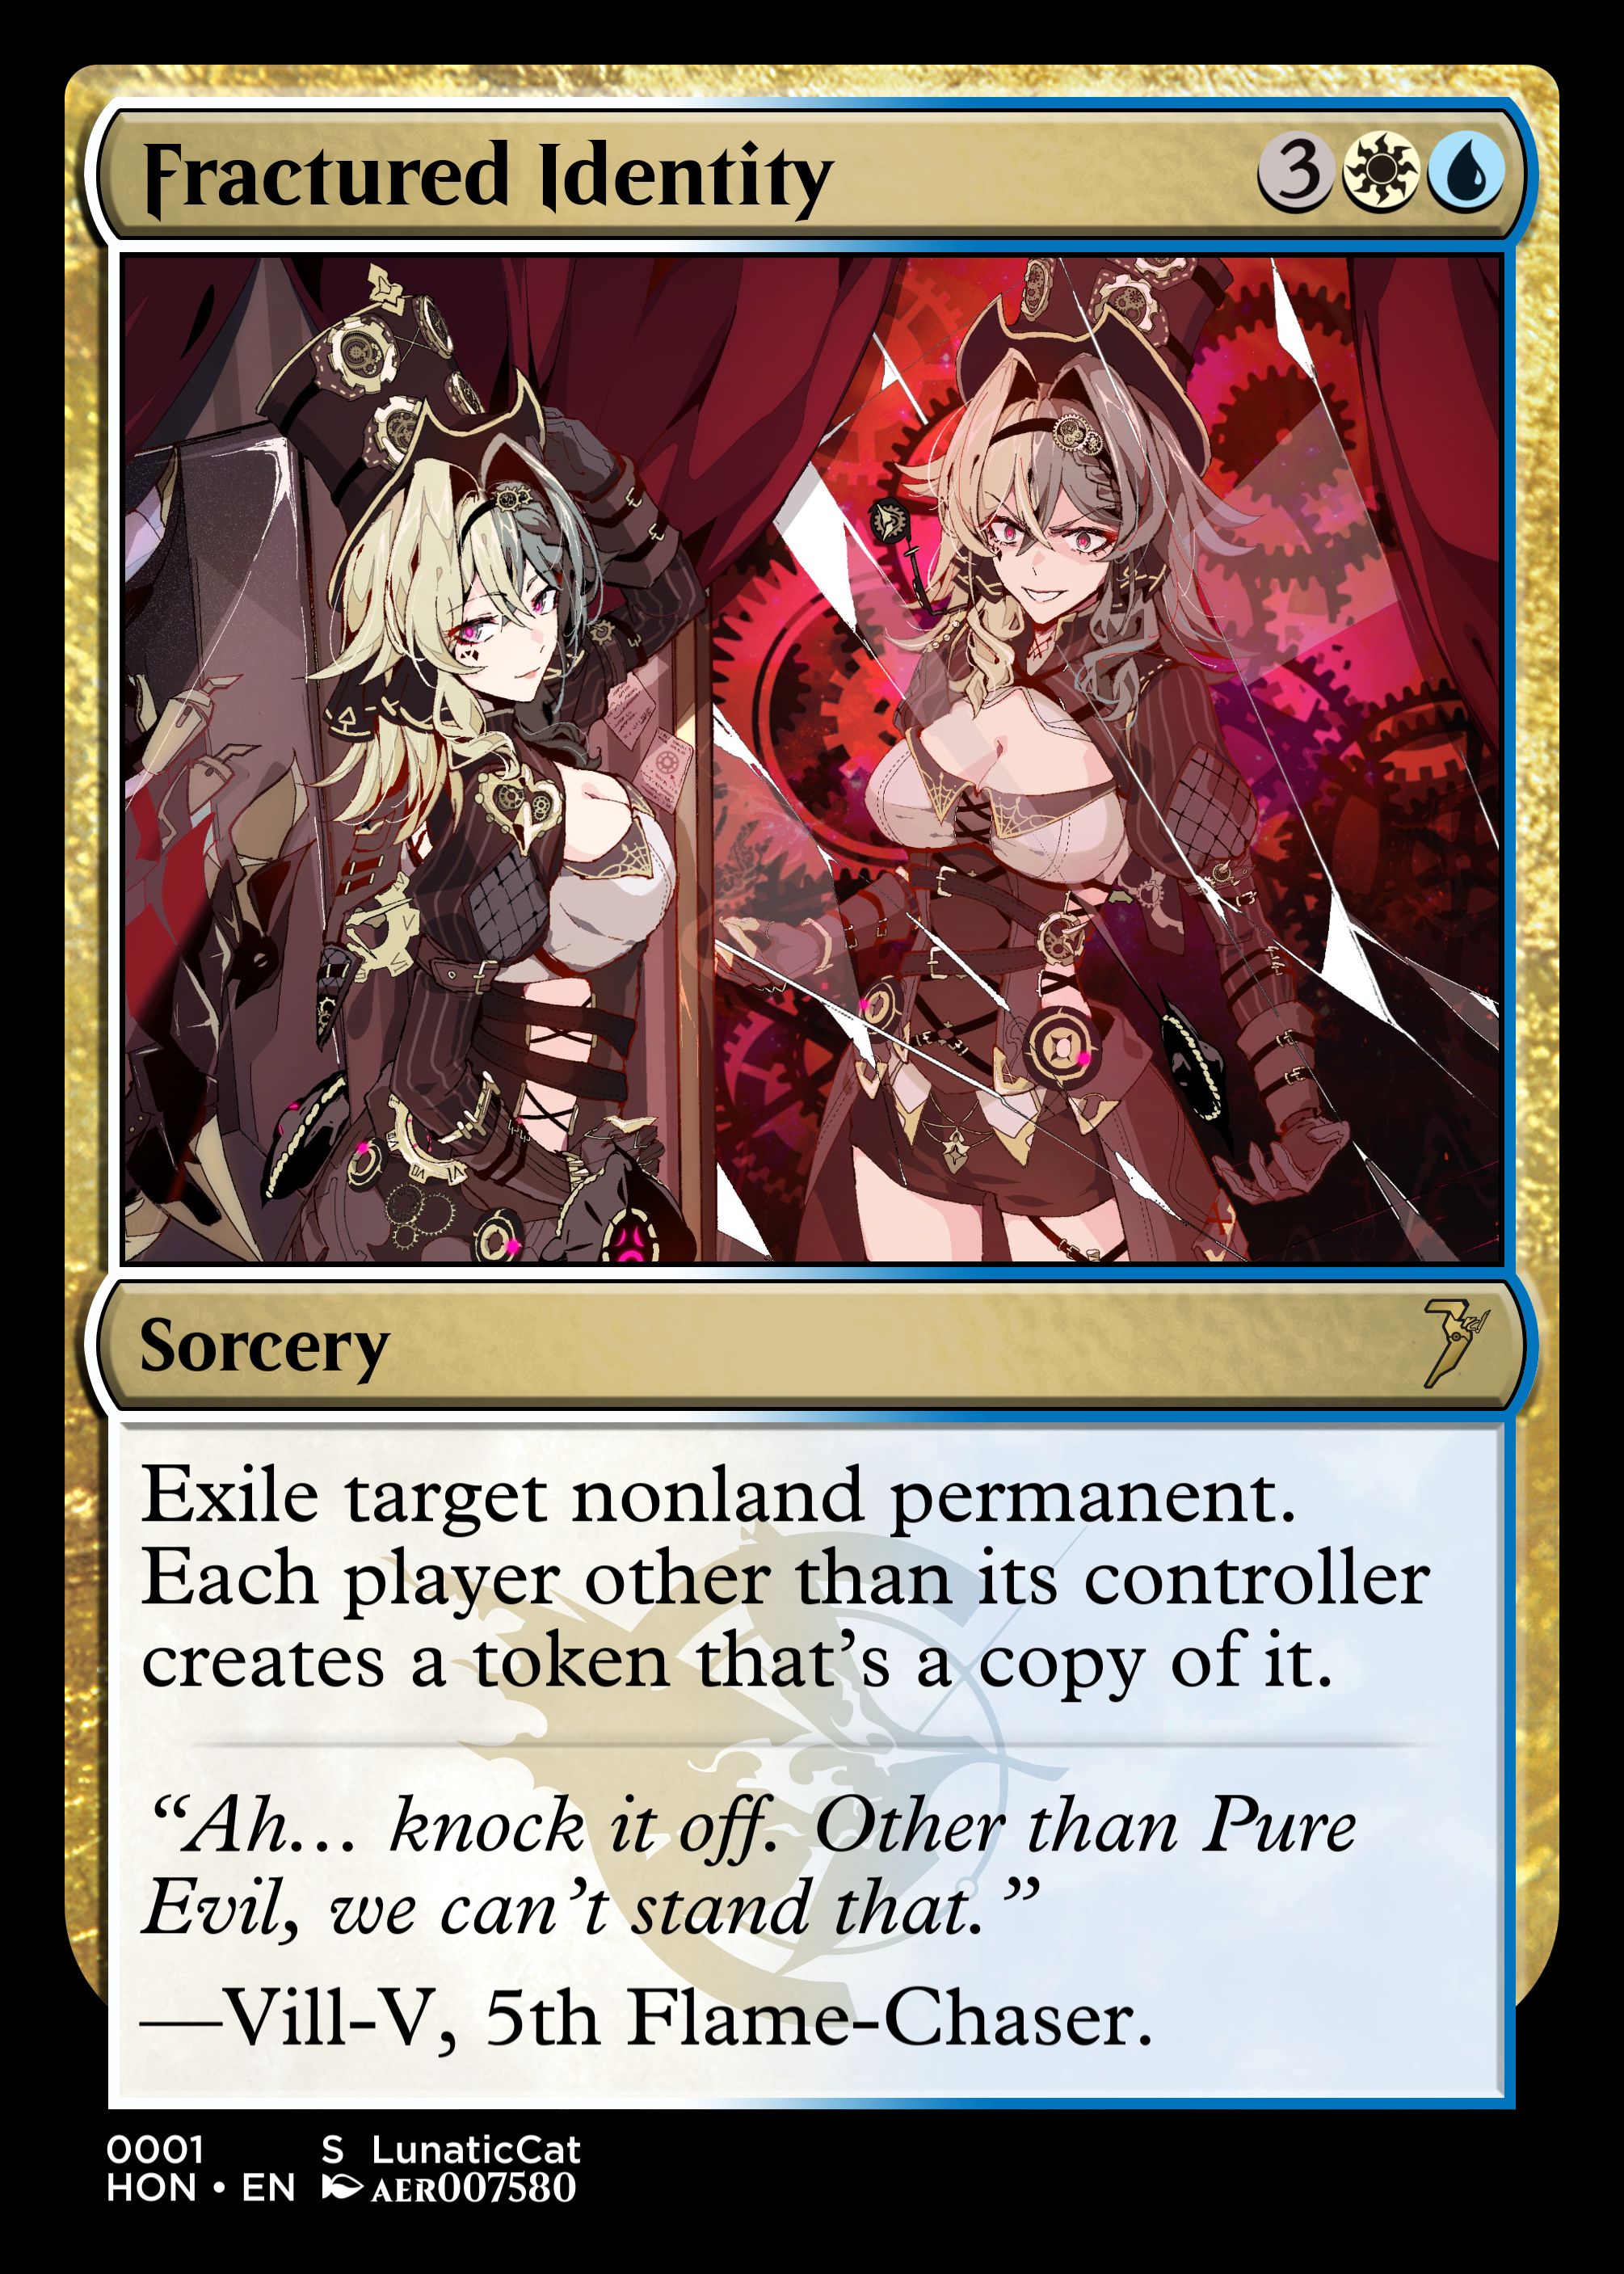 Fractured Identity 3
Sorcery
Exile target nonland permanent.
Each player other than its controller
creates a token that's a copy of it.
“Ah… knock it off. Other than Pure
Evil, we can't stand that.”
—Vill-V, 5th Flame-Chaser.
0001 S LunaticCat
HON • EN AER007580